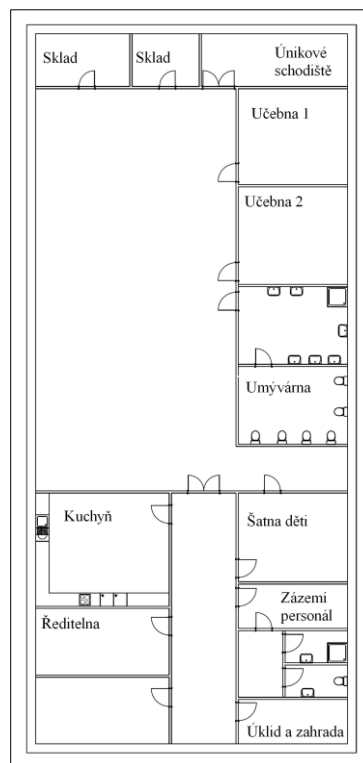 Sklad
Sklad
Únikové
schodiště
Učebna 1
Učebna 2
Umývárna
Kuchyň
Šatna děti
Ředitelna
Zázemí
personál
Úklid a zahrada